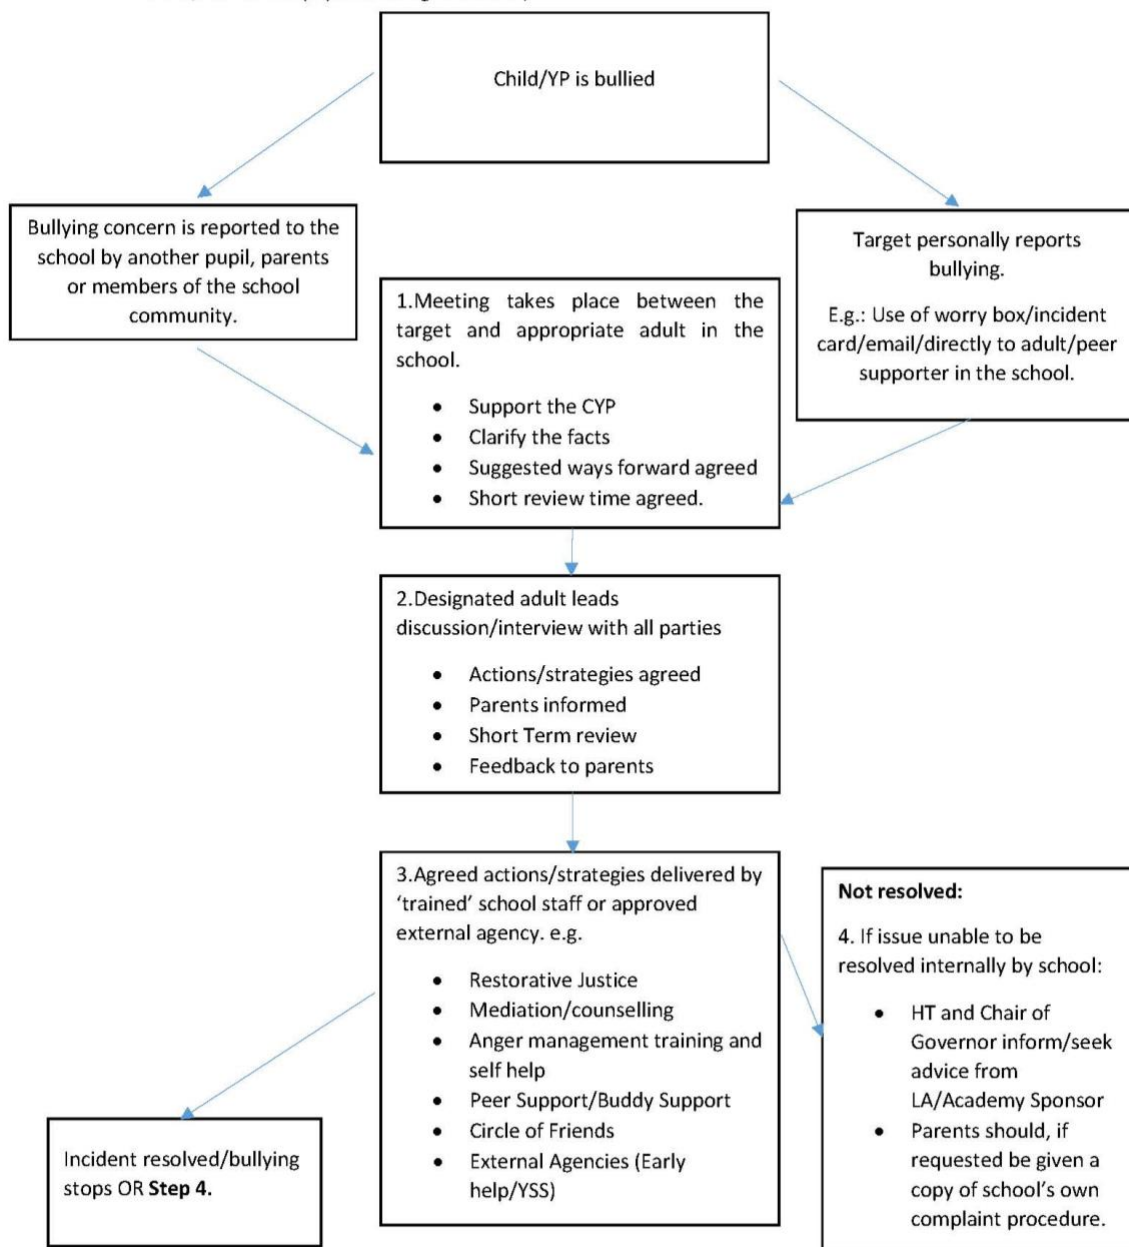 Child/YP is bullied
Bullying concern is reported to the
school by another pupil, parents
or members of the school
community.
Target personally reports
bullying.
E.g.: Use of worry box/incident
card/email/directly to adult/peer
supporter in the school.
1.Meeting takes place between the
target and appropriate adult in the
school.
• Support the CYP
• Clarify the facts
• Suggested ways forward agreed
• Short review time agreed.
2.Designated adult leads
discussion/interview with all parties
• Actions/strategies agreed
• Parents informed
• Short Term review
• Feedback to parents
3.Agreed actions/strategies delivered by
‘trained’ school staff or approved
external agency. e.g.
• Restorative Justice
• Mediation/counselling
• Anger management training and
self help
• Peer Support/Buddy Support
• Circle of Friends
• External Agencies (Early
help/YSS)
Not resolved:
4. If issue unable to be
resolved internally by school:
• HT and Chair of
Governor inform/seek
advice from
LA/Academy Sponsor
• Parents should, if
requested be given a
copy of school’s own
complaint procedure.
Incident resolved/bullying
stops OR Step 4.